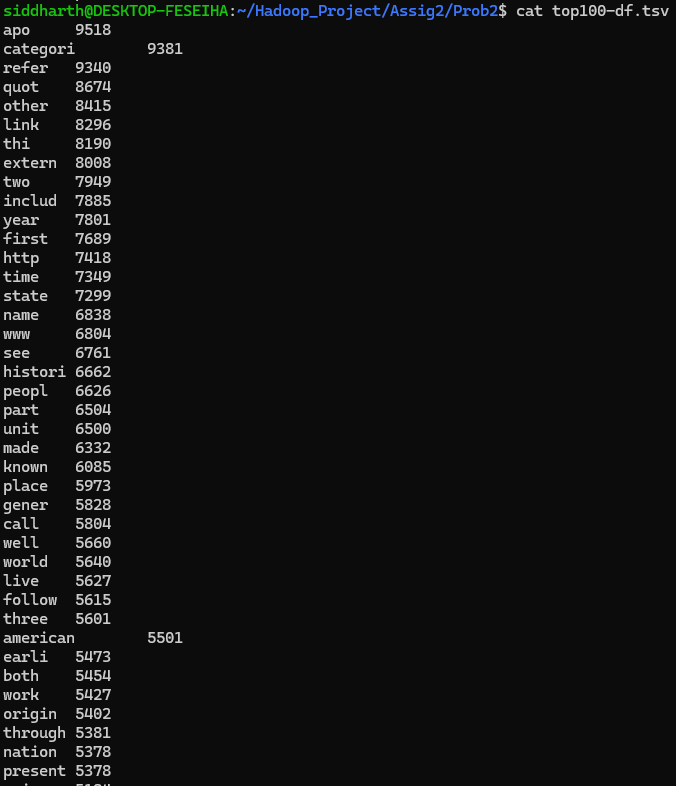 siddharth@DESKTOP-FESEIHA:~/Hadoop_Project/Assig2/Prob2$ cat top100-df.tsv
apo 9518
categori 9381
refer 9340
quot 8674
other 8415
link 8296
thi 8190
extern 8008
two 7949
includ 7885
year 7801
first 7689
http 7418
time 7349
state 7299
name 6838
www 6804
see 6761
histori 6662
peopl 6626
part 6504
unit 6500
made 6332
known 6085
place 5973
gener 5828
call 5804
well 5660
world 5640
live 5627
follow 5615
three 5601
american 5501
earli 5473
both 5454
work 5427
origin 5402
through 5381
nation 5378
present 5378